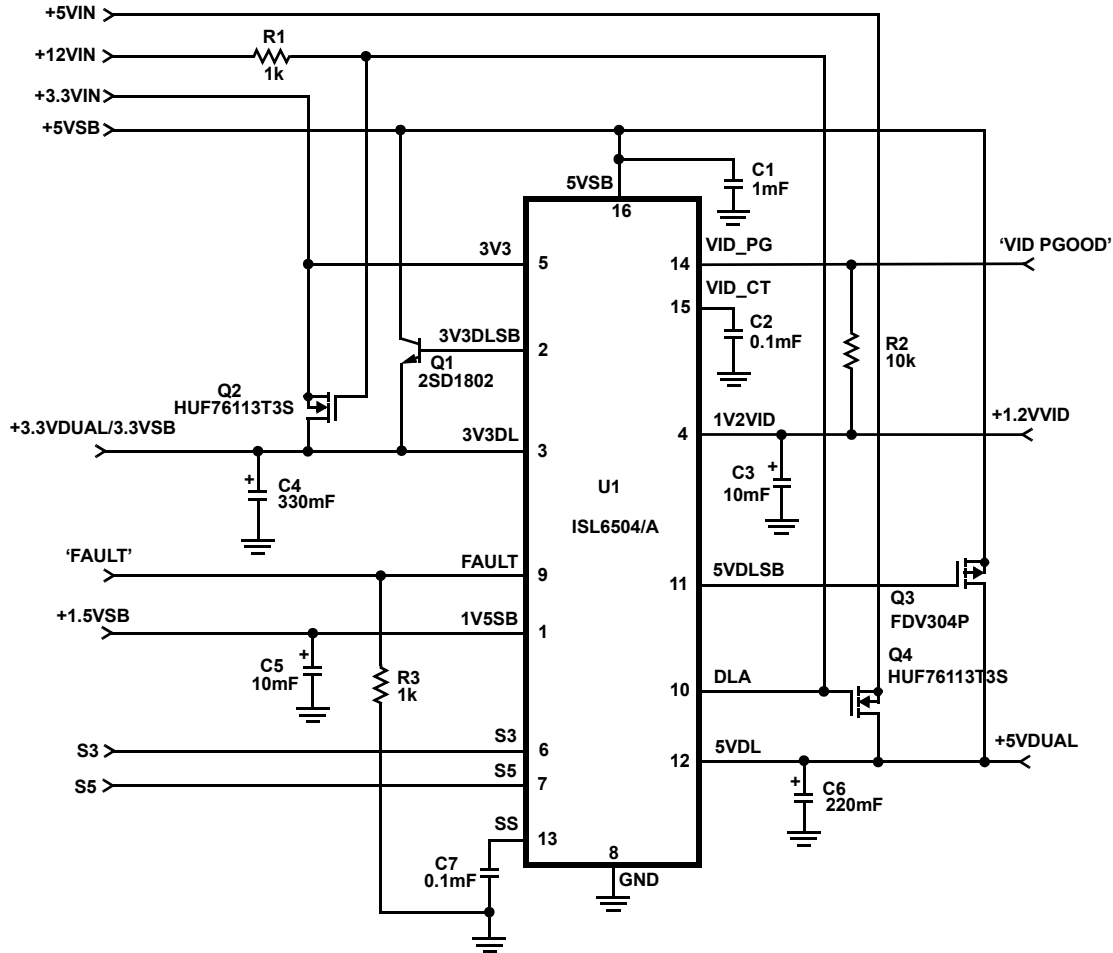 +5VIN
+12VIN
R1
1k
+3.3VIN
+5VSB
5VSB
16
C1
1mF
3V3
5
VID_PG
14
'VID PGOOD'
VID_CT
15
C2
0.1mF
R2
10k
3V3DLSB
2
Q1
2SD1802
Q2
HUF76113T3S
+3.3VDUAL/3.3VSB
3V3DL
3
4
1V2VID
+1.2VVID
C4
330mF
C3
10mF
U1
ISL6504/A
'FAULT'
FAULT
9
11
5VDLSB
Q3
FDV304P
+1.5VSB
1V5SB
1
C5
10mF
R3
1k
Q4
HUF76113T3S
DLA
10
S3
S3
6
5VDL
12
+5VDUAL
S5
S5
7
C6
220mF
SS
13
C7
0.1mF
8
GND